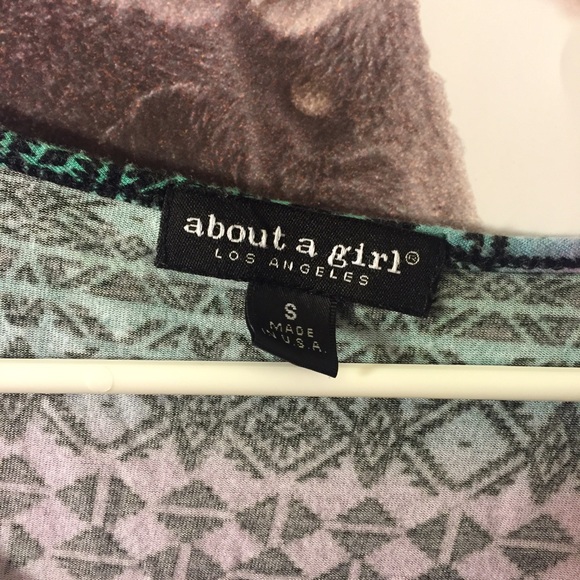 about a girl®
LOS ANGELES
S
MADE
IN U.S.A.